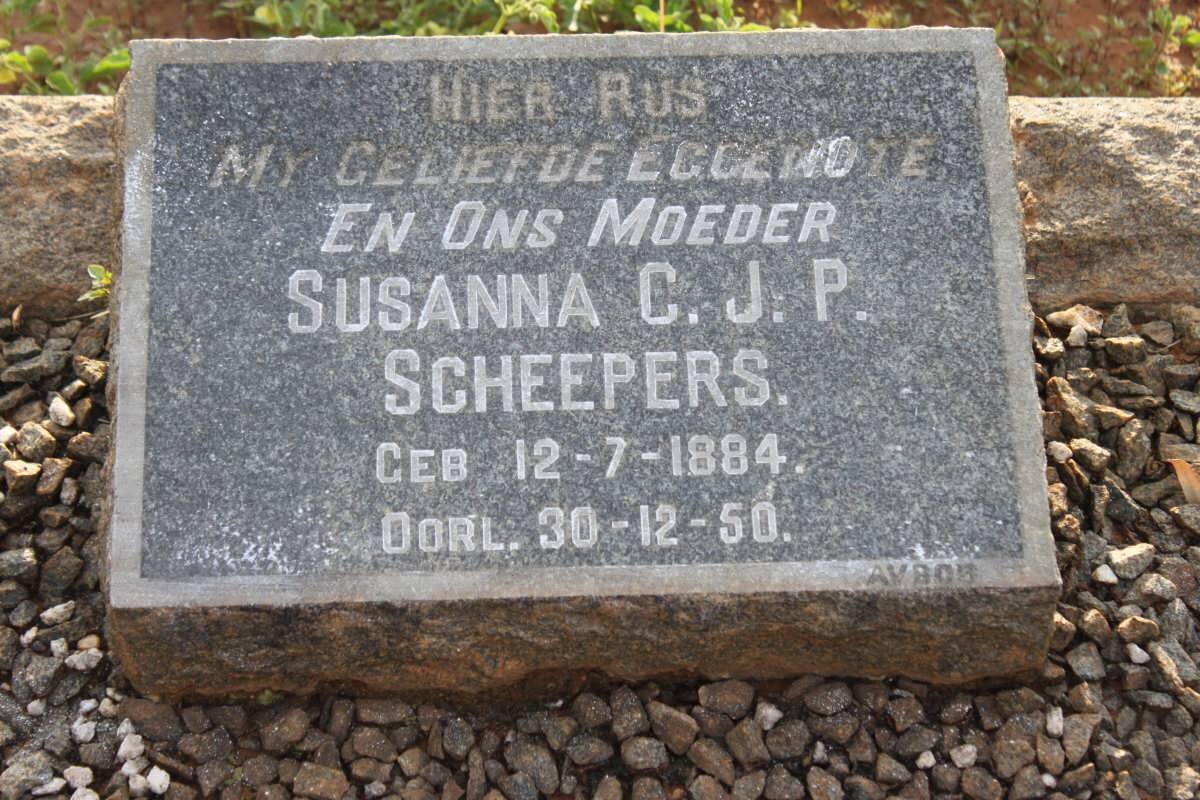 HIER RUS
MY GELIEFDE EGGENOTE
EN ONS MOEDER
SUSANNA C. J. P.
SCHEEPERS.
GEB 12-7-1884.
OORL. 30-12-50.